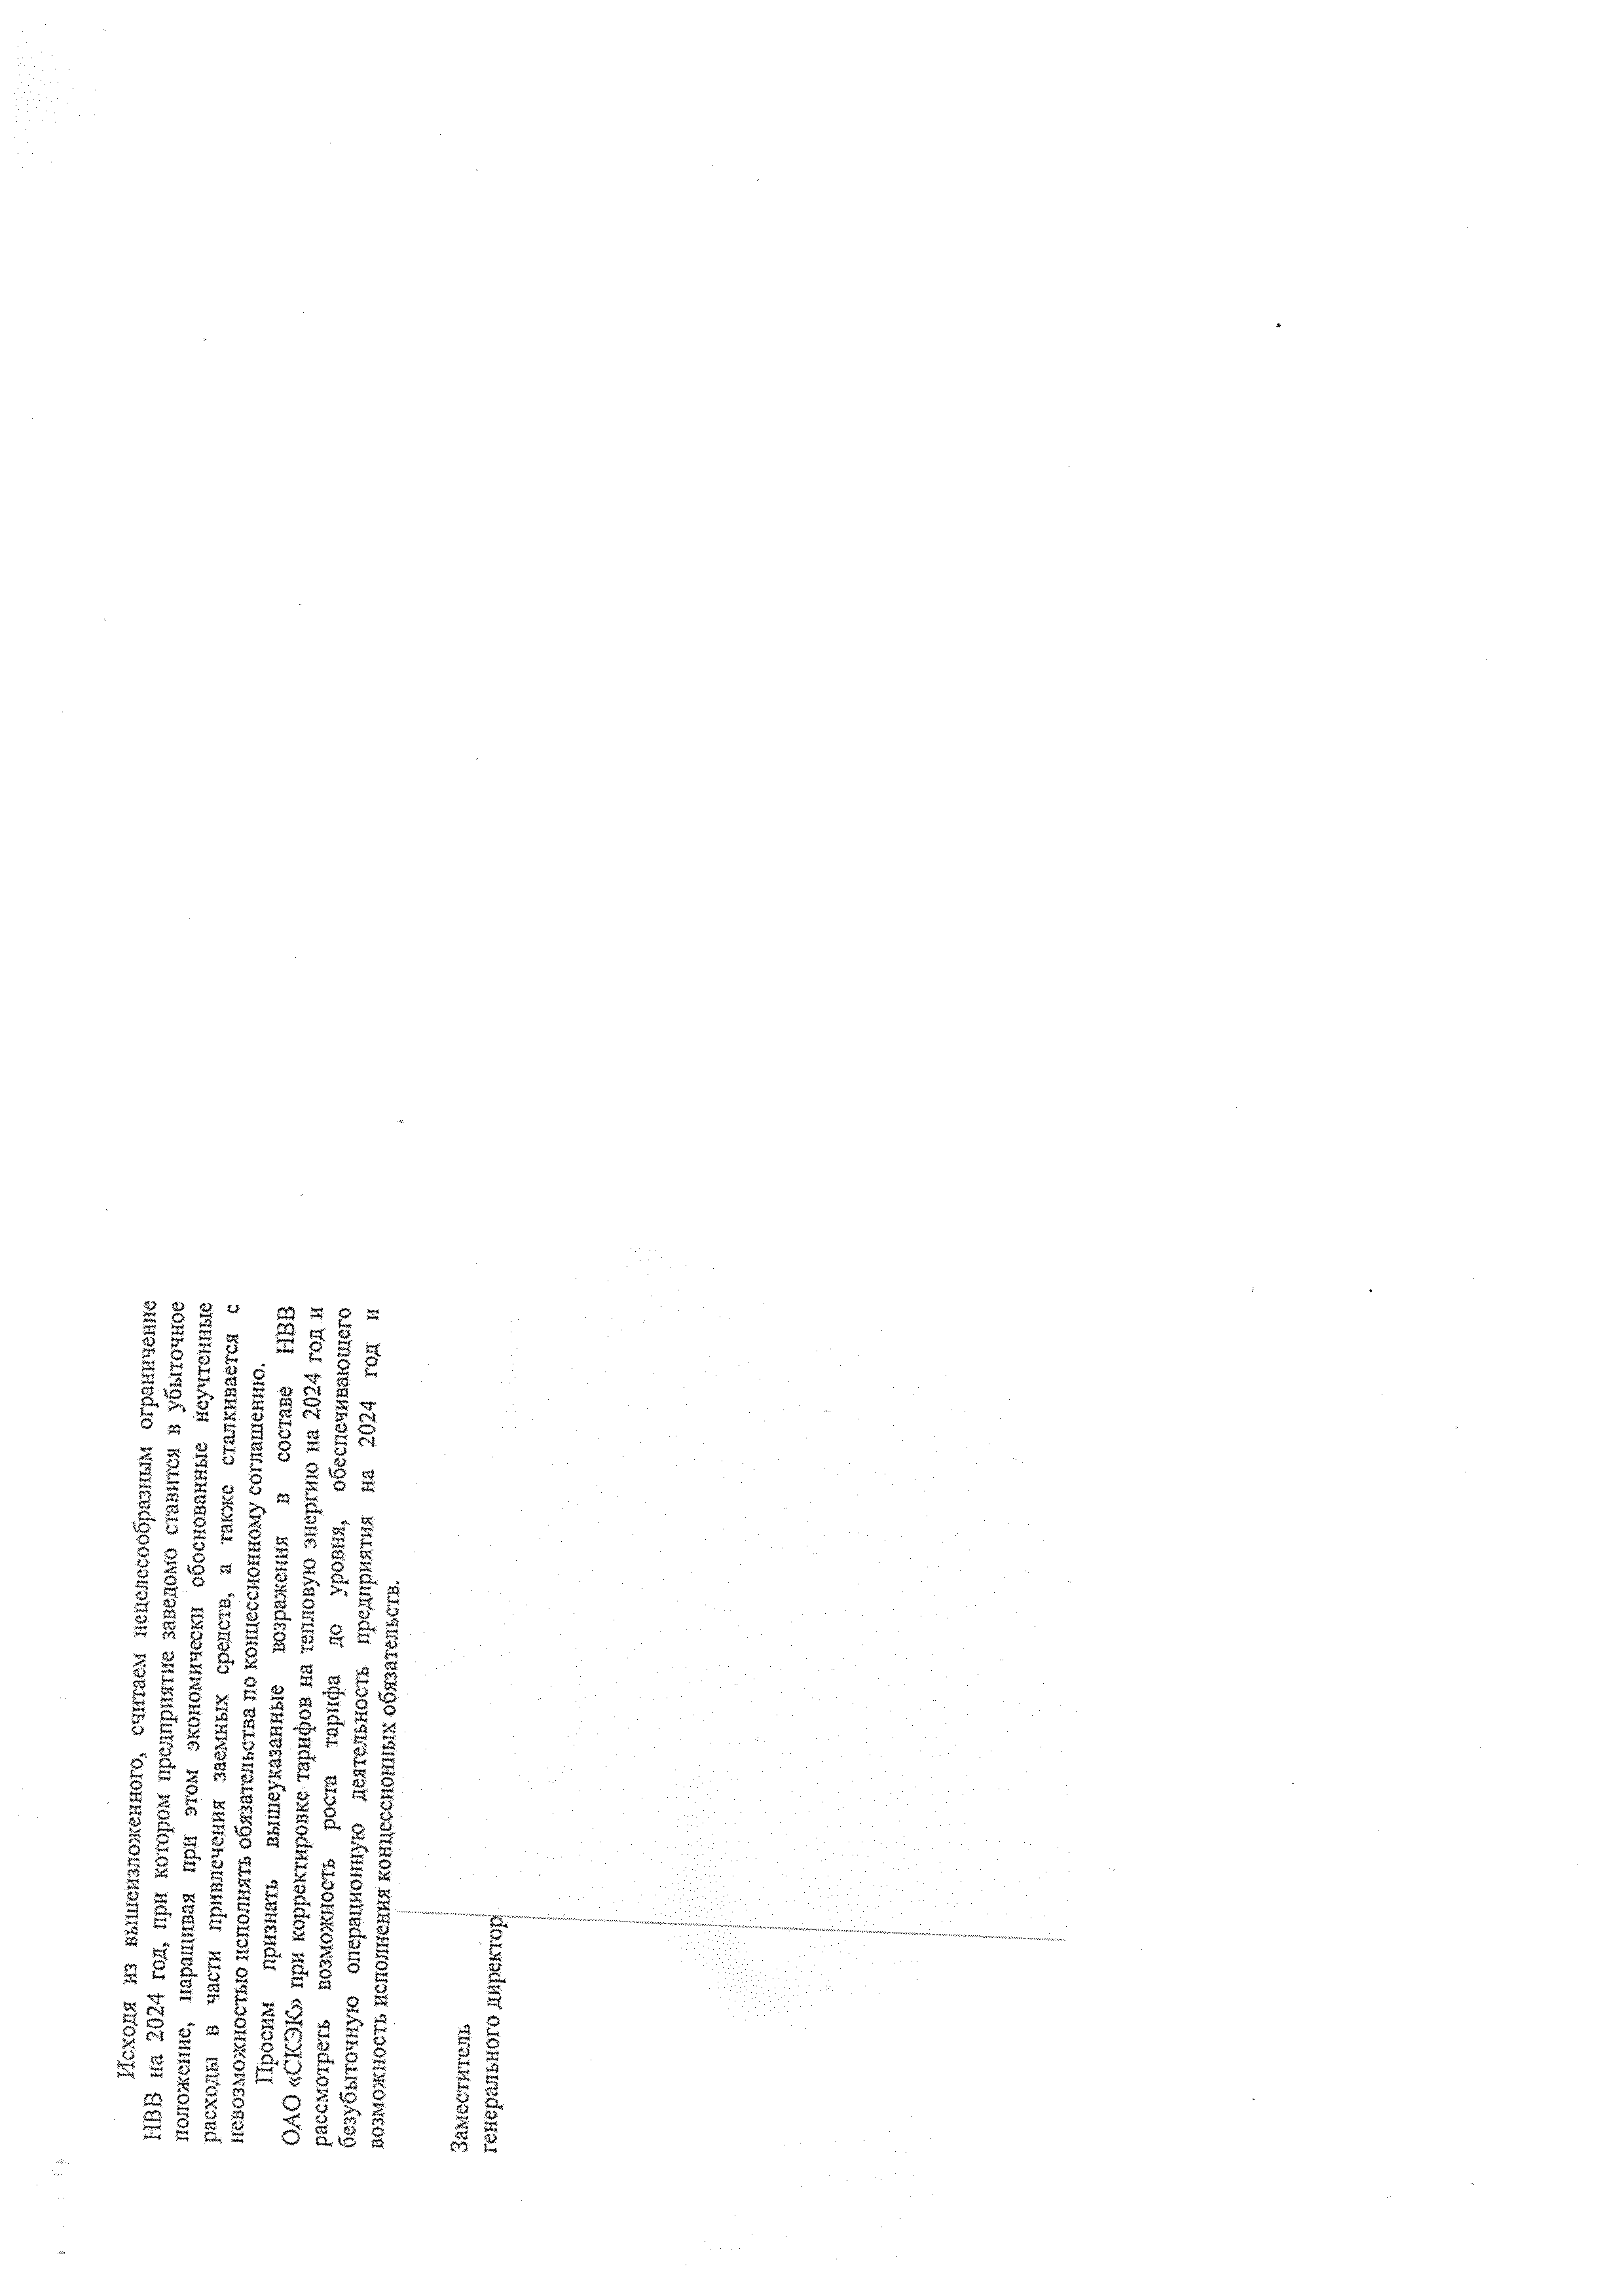 Исходя из вышеизложенного, считаем нецелесообразным ограничение
НВВ на 2024 год, при котором предприятие заведомо ставится в убыточное
положение, наращивая при этом экономически обоснованные неучтенные
расходы в части привлечения заемных средств, а также сталкивается с
невозможностью исполнять обязательства по концессионному соглашению.
Просим признать вышеуказанные возражения в составе НВВ
ОАО «СКЭК» при корректировке тарифов на тепловую энергию на 2024 год и
рассмотреть возможность роста тарифа до уровня, обеспечивающего
безубыточную операционную деятельность предприятия на 2024 год и
возможность исполнения концессионных обязательств.
Заместитель
генерального директор